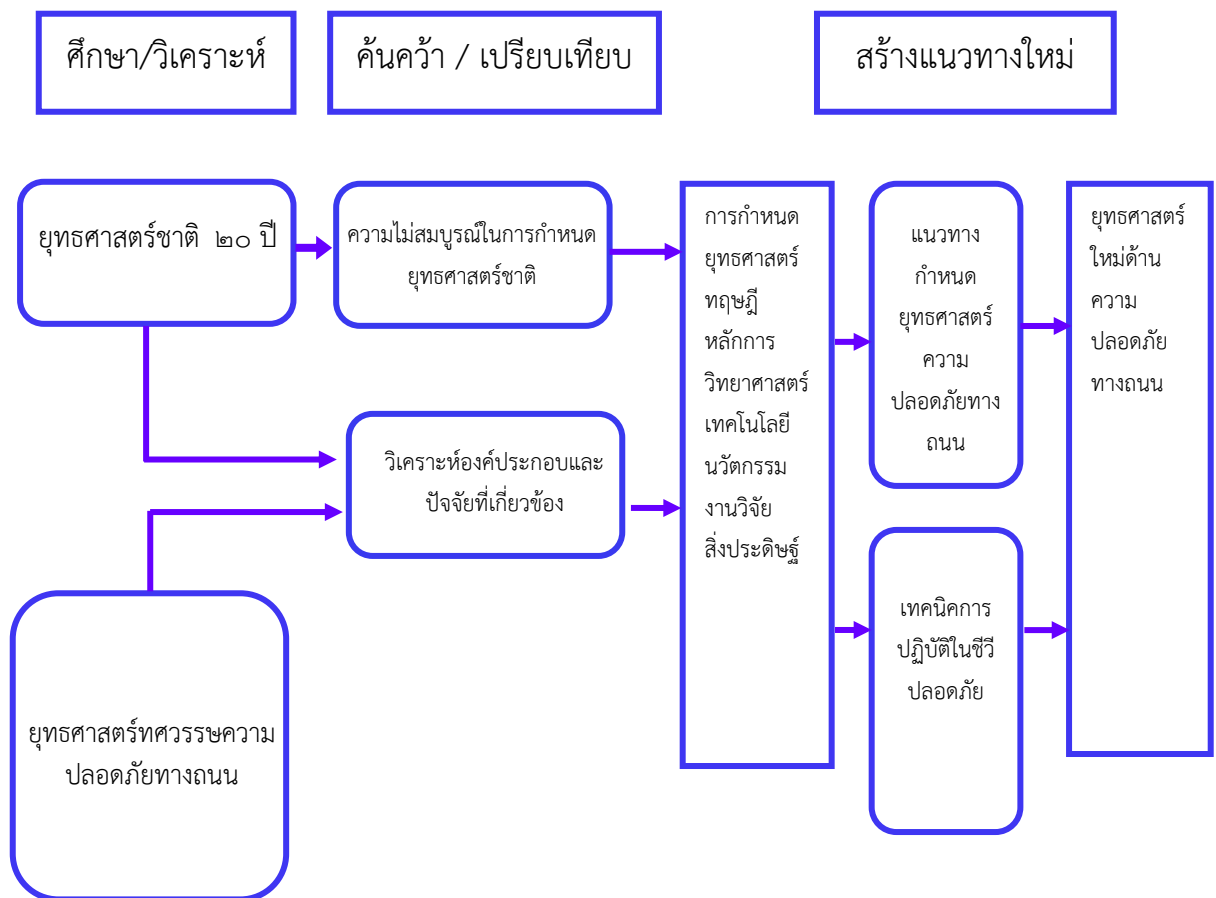 ศึกษา/วิเคราะห์
ค้นคว้า / เปรียบเทียบ
สร้างแนวทางใหม่
ยุทธศาสตร์ชาติ ๒๐ ปี
ความไม่สมบูรณ์ในการกำหนด
ยุทธศาสตร์ชาติ
วิเคราะห์องค์ประกอบและ
ปัจจัยที่เกี่ยวข้อง
ยุทธศาสตร์ทศวรรษความ
ปลอดภัยทางถนน
การกำหนด
ยุทธศาสตร์
ทฤษฎี
หลักการ
วิทยาศาสตร์
เทคโนโลยี
นวัตกรรม
งานวิจัย
สิ่งประดิษฐ์
แนวทาง
กำหนด
ยุทธศาสตร์
ความ
ปลอดภัยทาง
ถนน
เทคนิคการ
ปฏิบัติในชีวี
ปลอดภัย
ยุทธศาสตร์
ใหม่ด้าน
ความ
ปลอดภัย
ทางถนน